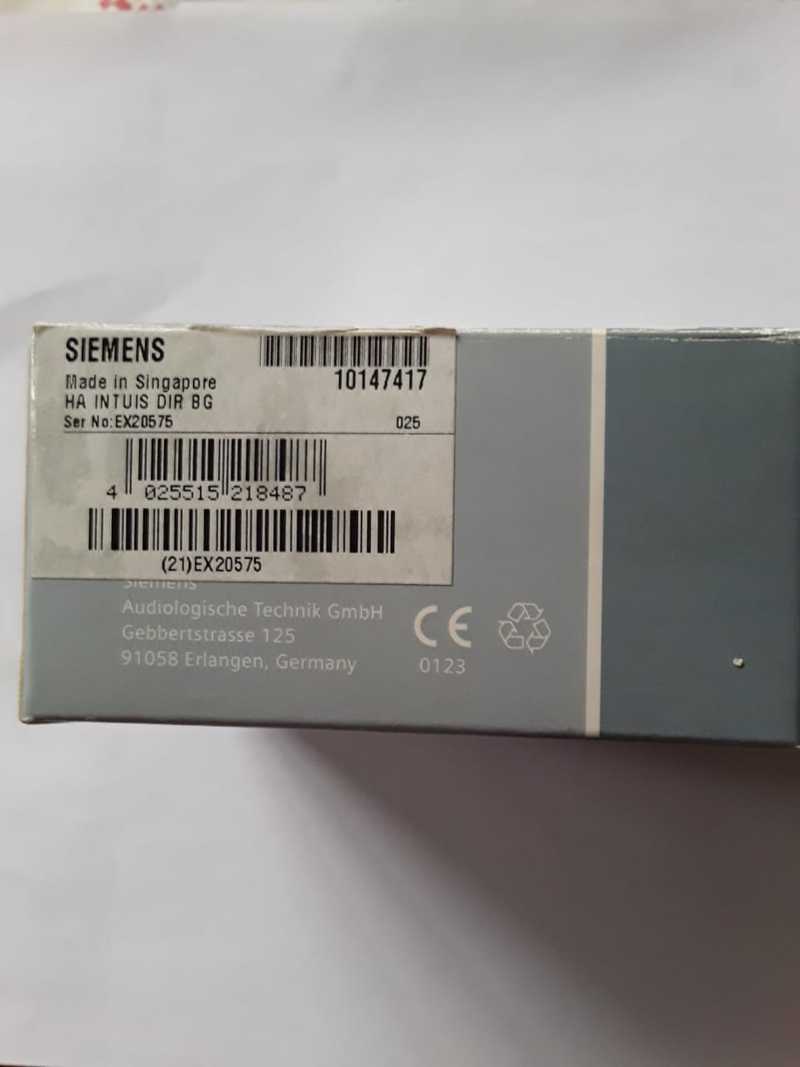 SIEMENS
10147417
Made in Singapore
HA INTUIS DIR BG
Ser No:EX20575
025
4 025515 218487
(21)EX20575
Siemens
Audiologische Technik GmbH
Gebbertstrasse 125
91058 Erlangen, Germany
CE
0123